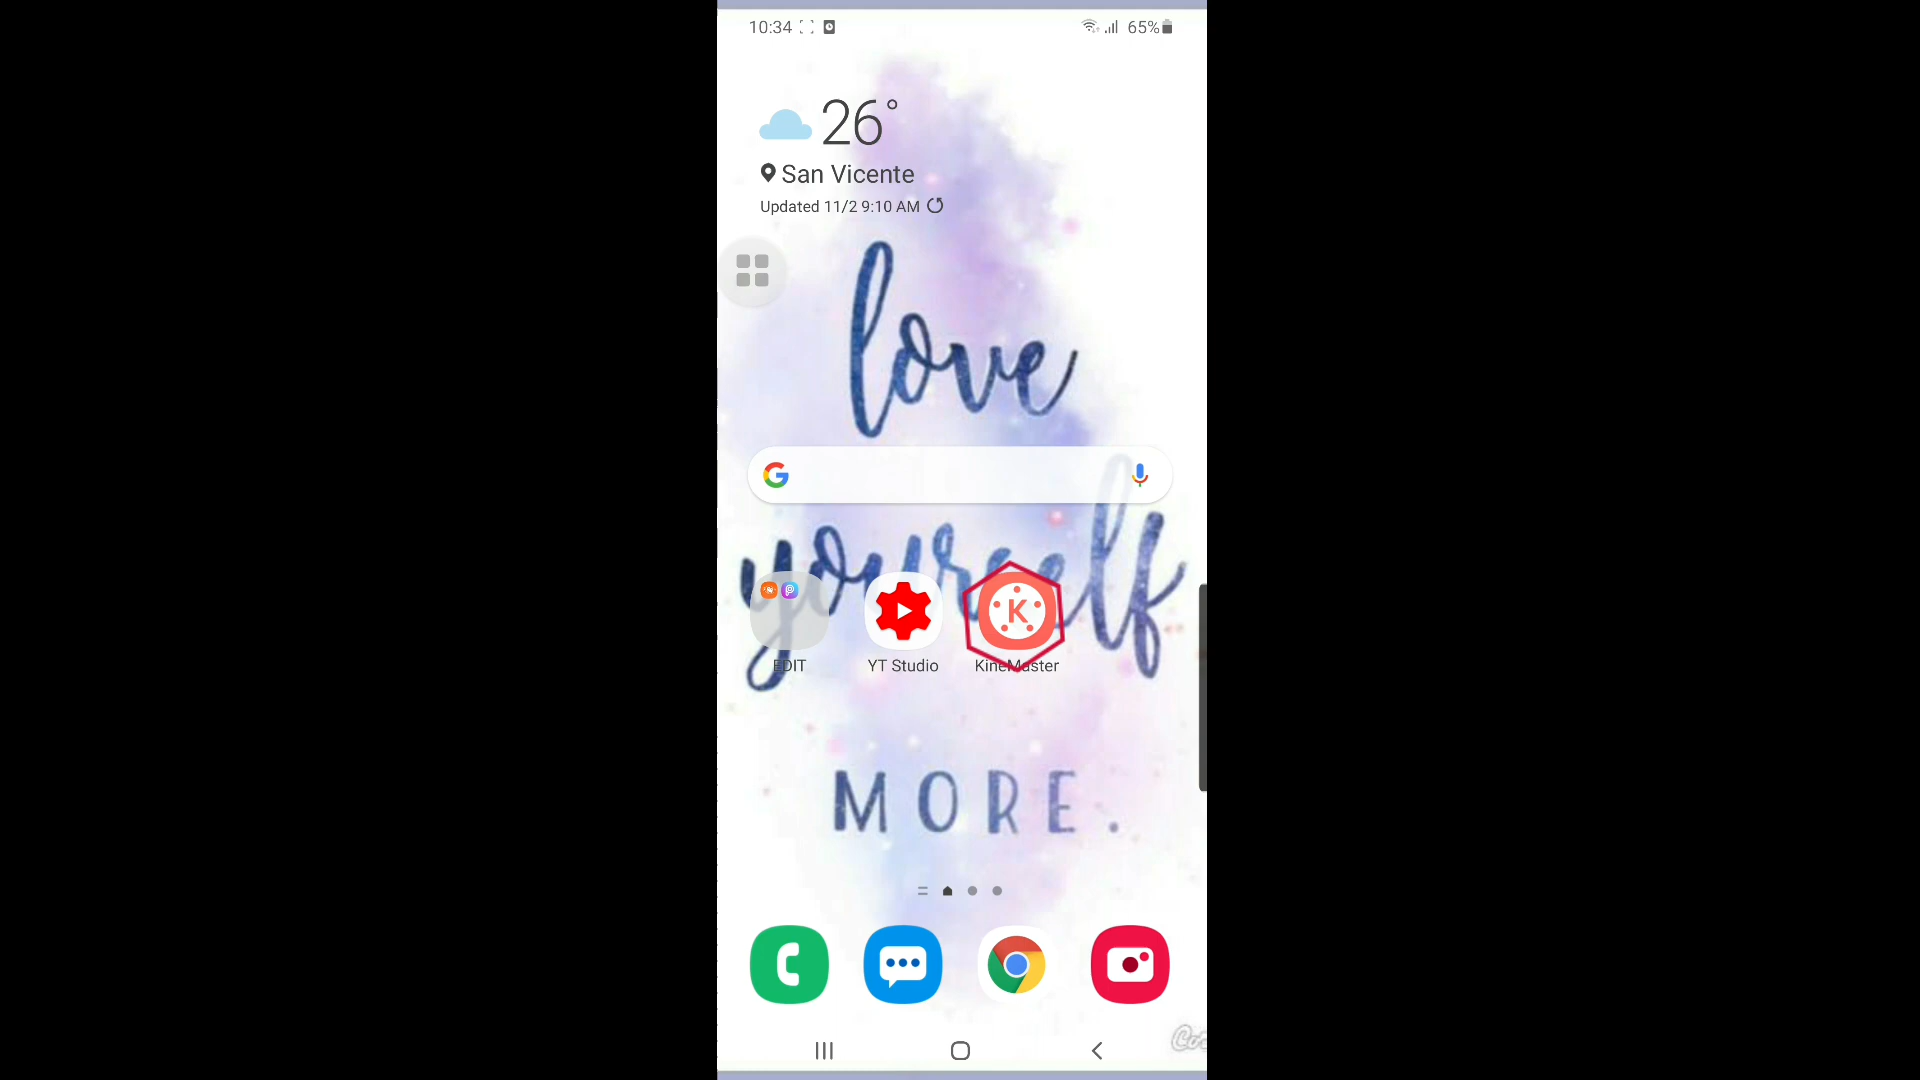 10:34
65%
26°
San Vicente
Updated 11/2 9:10 AM
love
yourself
EDIT
YT Studio
KineMaster
MORE.